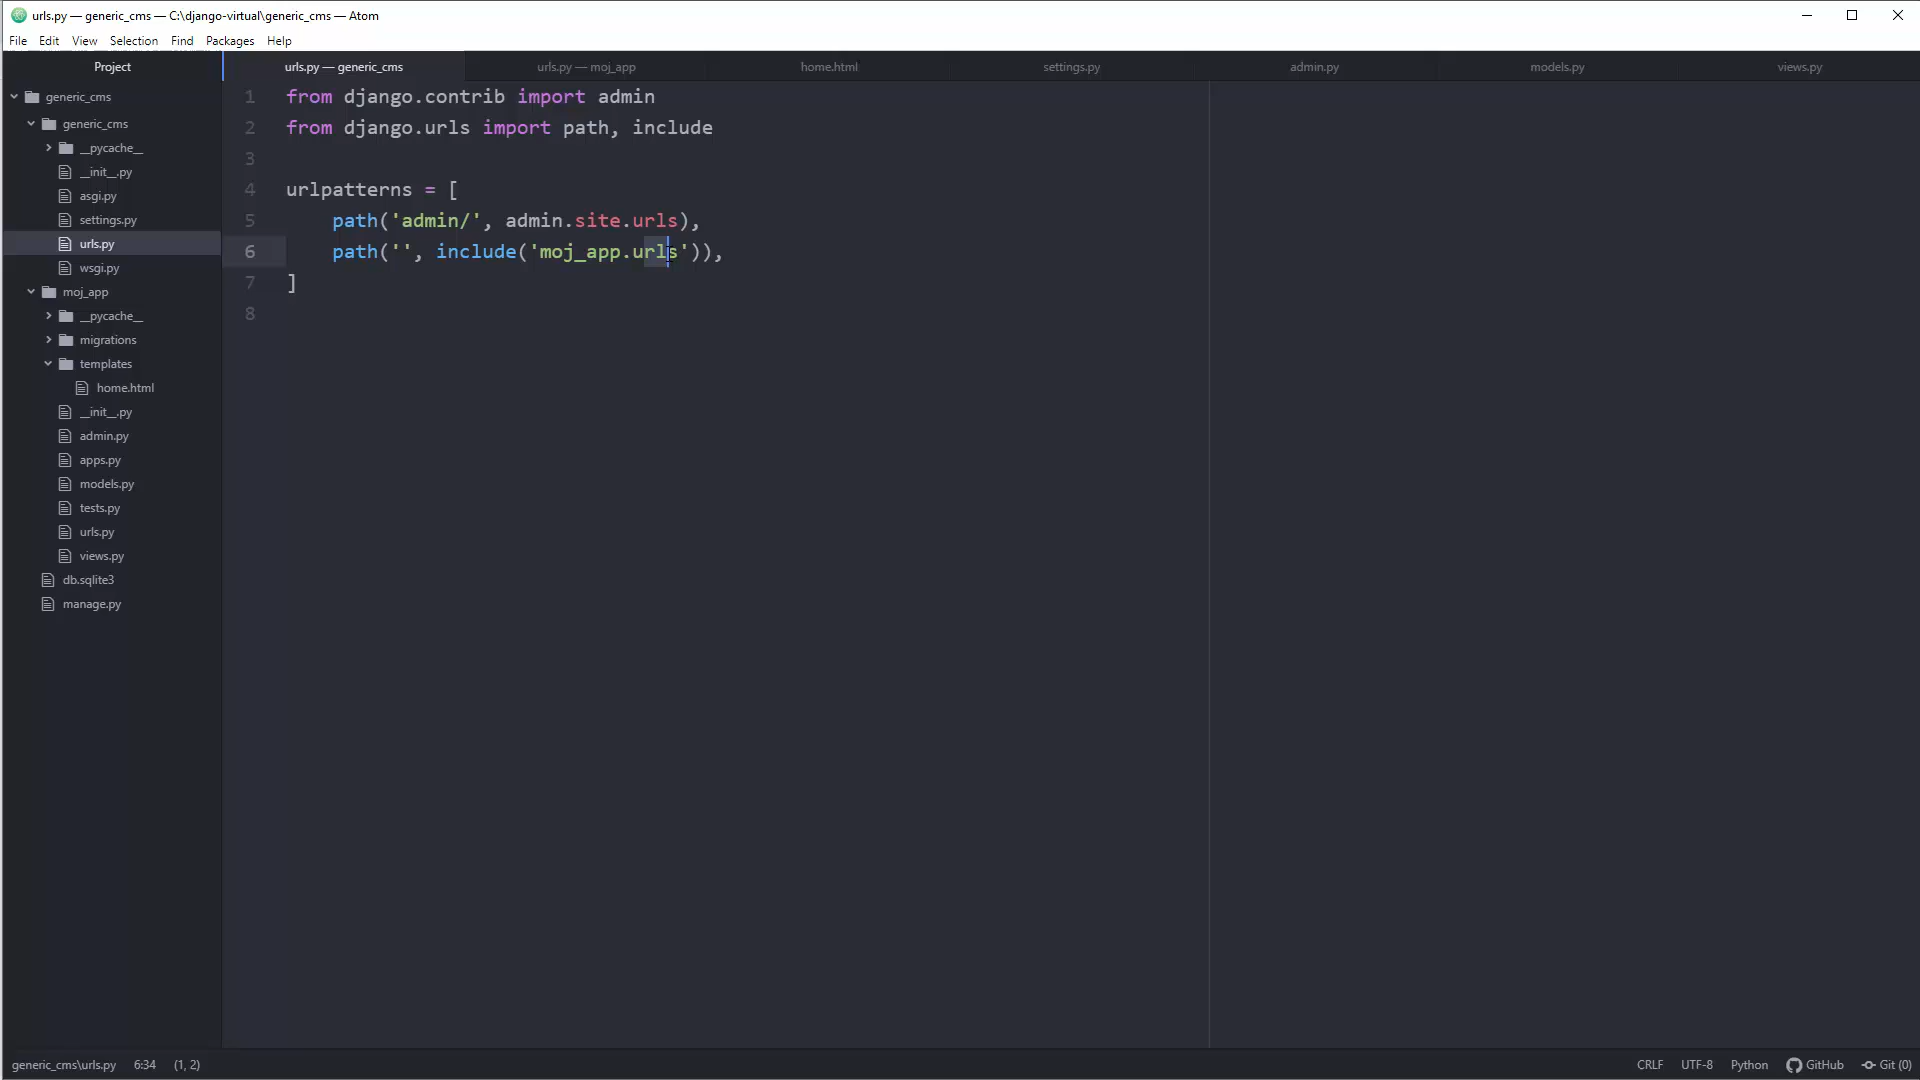 urls.py — generic_cms — C:\django-virtual\generic_cms — Atom
File Edit View Selection Find Packages Help
Project
urls.py — generic_cms
urls.py — moj_app
home.html
settings.py
admin.py
models.py
views.py
generic_cms
generic_cms
__pycache__
__init__.py
asgi.py
settings.py
urls.py
wsgi.py
moj_app
__pycache__
migrations
templates
home.html
__init__.py
admin.py
apps.py
models.py
tests.py
urls.py
views.py
db.sqlite3
manage.py
1 from django.contrib import admin
2 from django.urls import path, include
3
4 urlpatterns = [
5     path('admin/', admin.site.urls),
6     path('', include('moj_app.urls')),
7 ]
8
generic_cms\urls.py 6:34 (1, 2)
CRLF UTF-8 Python GitHub Git (0)